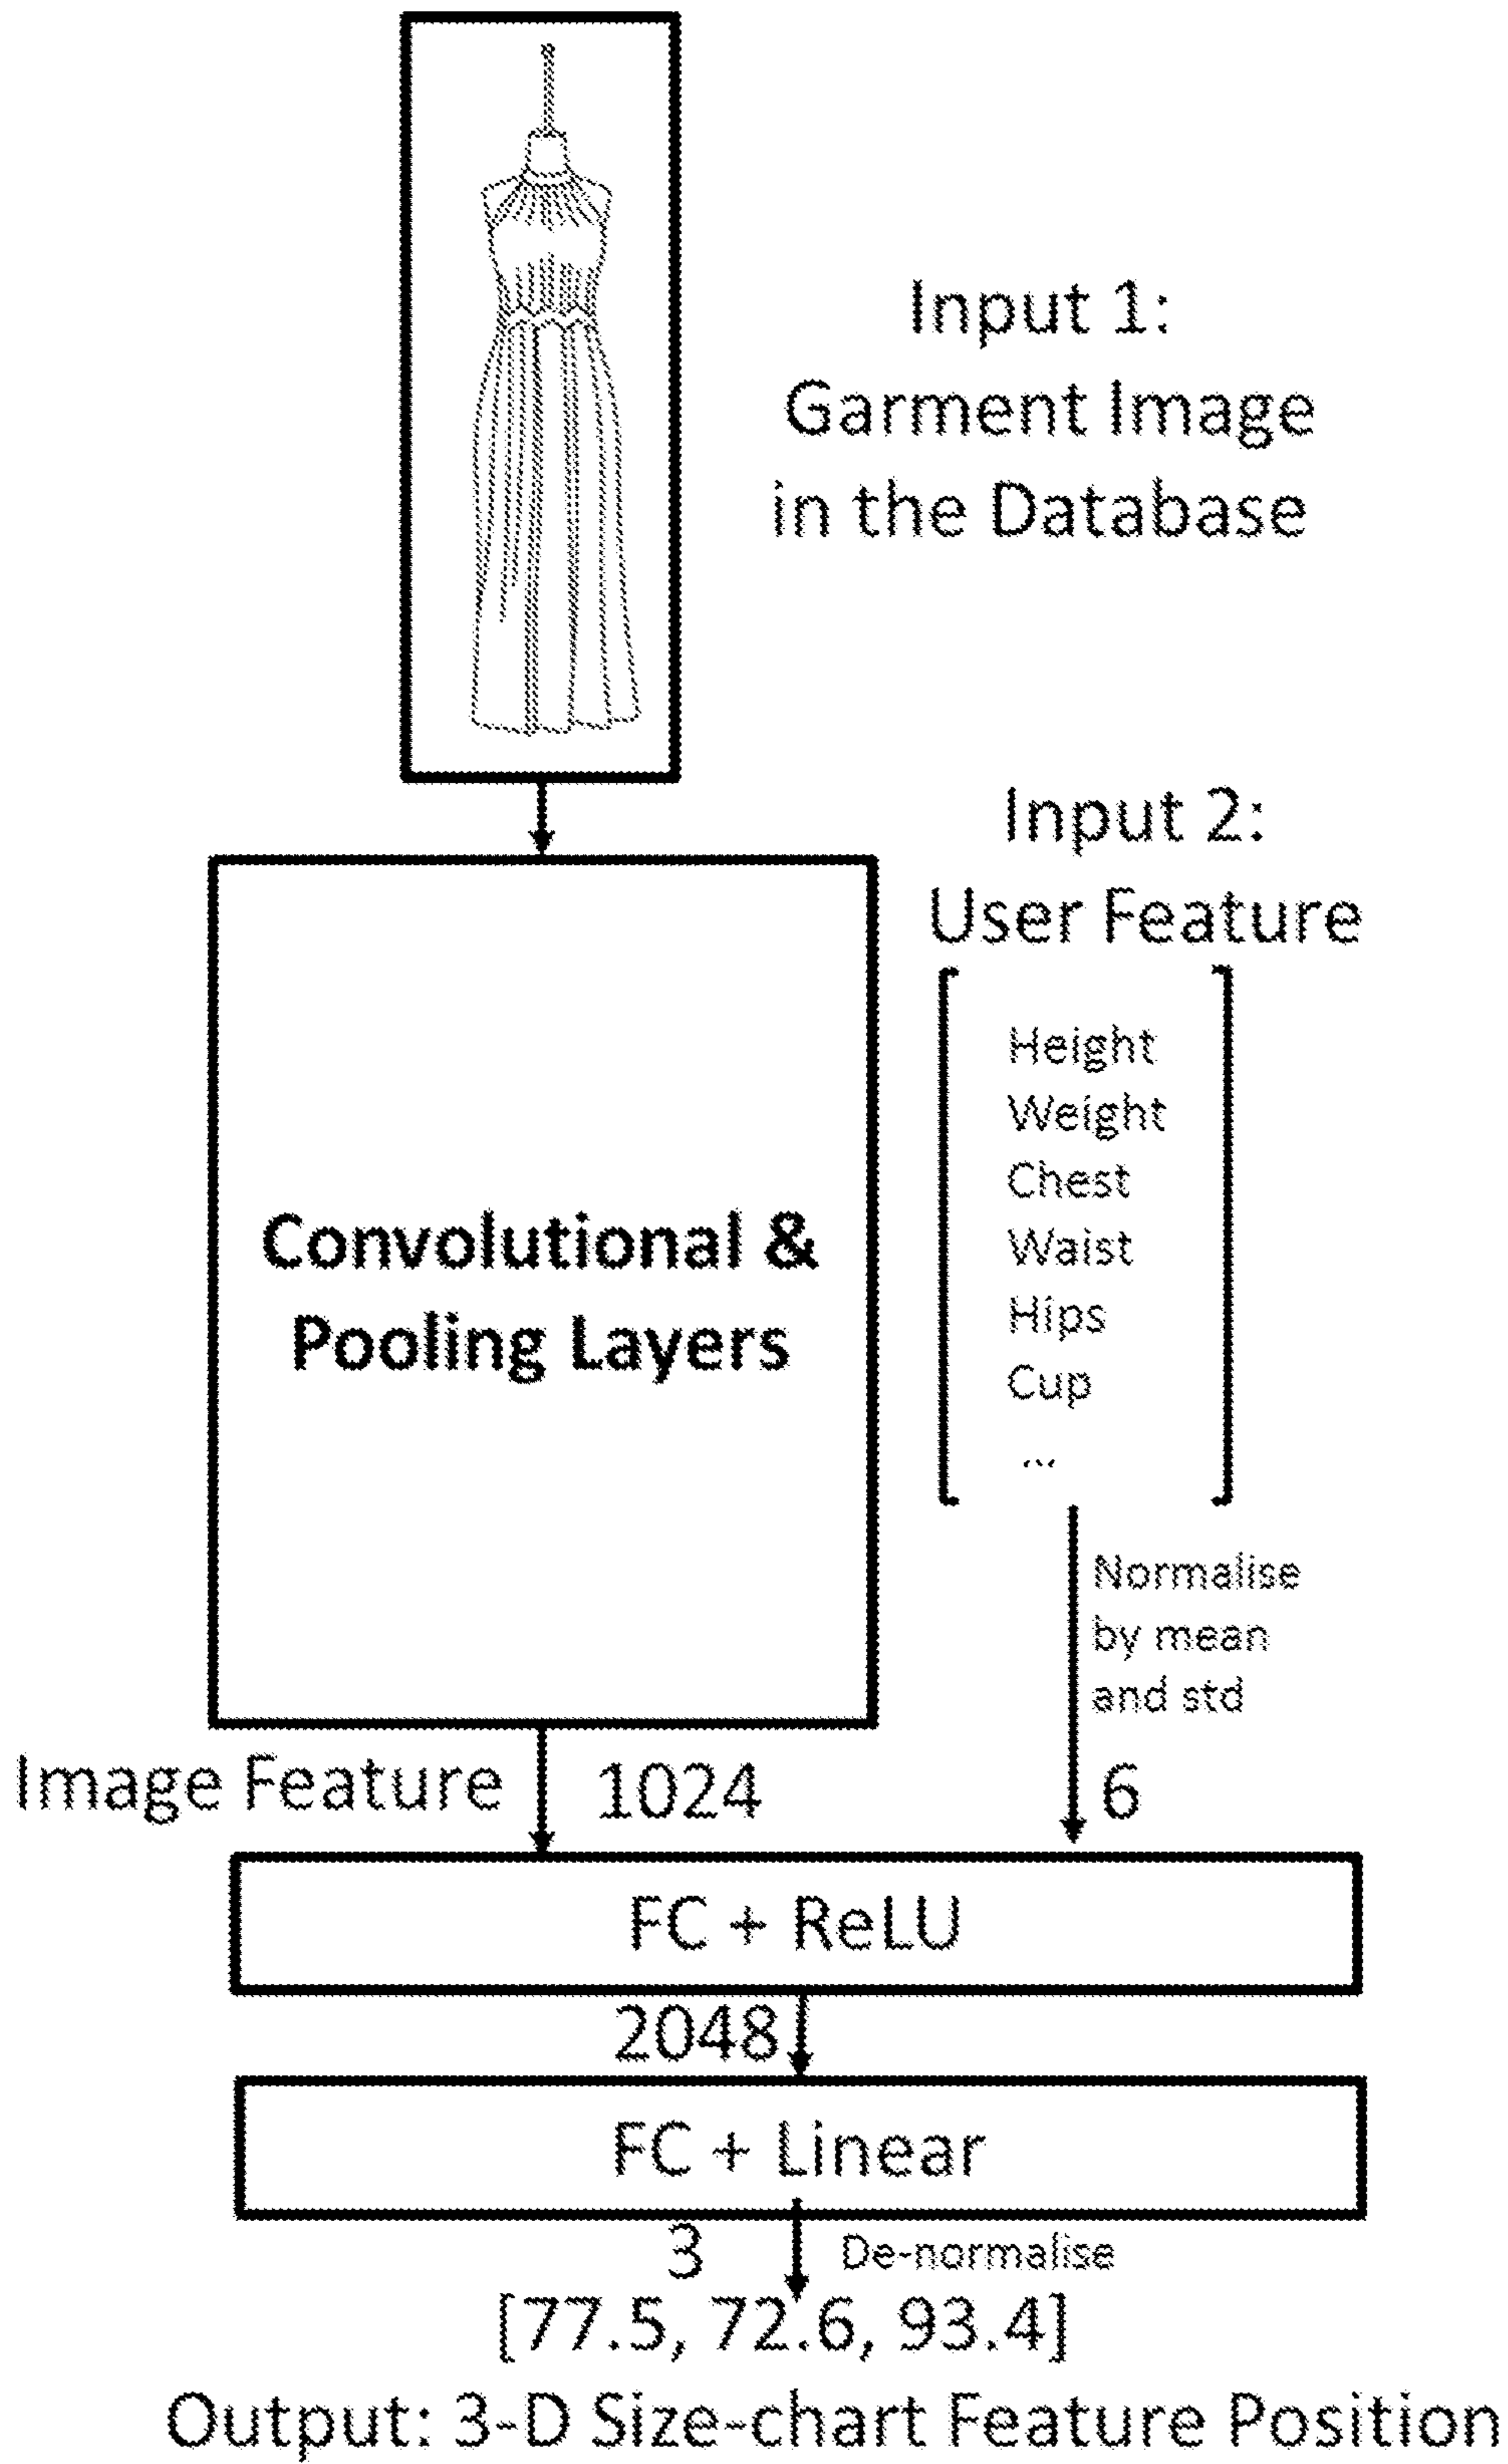 Input 1:
Garment Image
in the Database
Input 2:
User Feature
Height
Weight
Chest
Waist
Hips
Cup
...
Convolutional &
Pooling Layers
Normalise
by mean
and std
Image Feature
1024
6
FC + ReLU
2048
FC + Linear
3
De-normalise
[77.5, 72.6, 93.4]
Output: 3-D Size-chart Feature Position